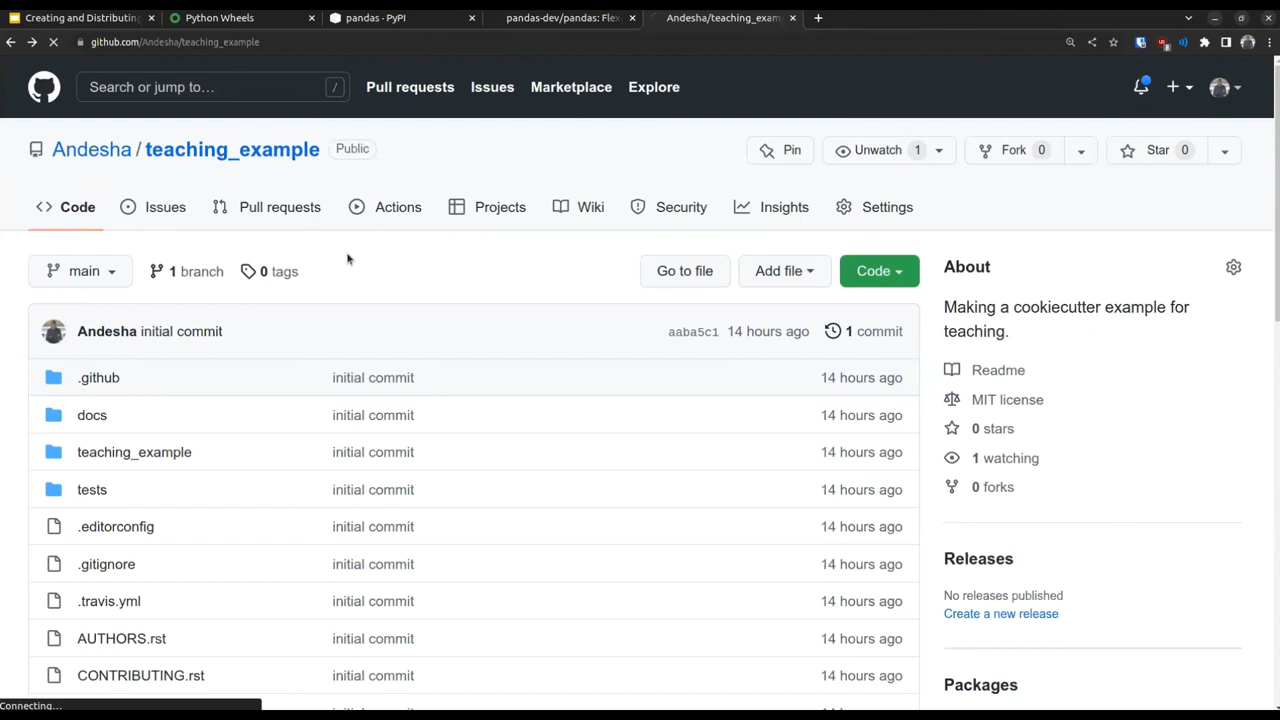 Creating and Distributing
Python Wheels
pandas · PyPI
pandas-dev/pandas: Flex
Andesha/teaching_exam
github.com/Andesha/teaching_example
Search or jump to…
/
Pull requests
Issues
Marketplace
Explore
Andesha / teaching_example
Public
Pin
Unwatch 1
Fork 0
Star 0
Code
Issues
Pull requests
Actions
Projects
Wiki
Security
Insights
Settings
main
1 branch
0 tags
Go to file
Add file
Code
About
Making a cookiecutter example for
teaching.
Andesha initial commit
aaba5c1 14 hours ago
1 commit
.github initial commit 14 hours ago
docs initial commit 14 hours ago
teaching_example initial commit 14 hours ago
tests initial commit 14 hours ago
.editorconfig initial commit 14 hours ago
.gitignore initial commit 14 hours ago
.travis.yml initial commit 14 hours ago
AUTHORS.rst initial commit 14 hours ago
CONTRIBUTING.rst initial commit 14 hours ago
Readme
MIT license
0 stars
1 watching
0 forks
Releases
No releases published
Create a new release
Packages
Connecting…